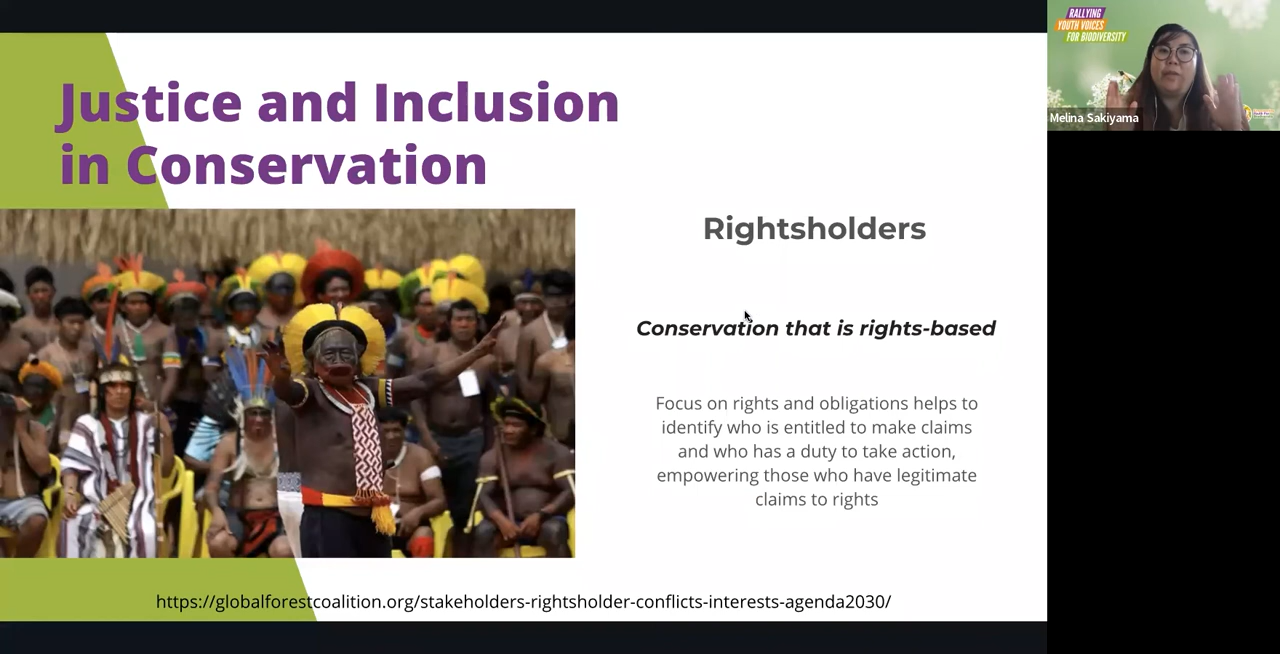 Justice and Inclusion
in Conservation
Rightsholders
Conservation that is rights-based
Focus on rights and obligations helps to
identify who is entitled to make claims
and who has a duty to take action,
empowering those who have legitimate
claims to rights
https://globalforestcoalition.org/stakeholders-rightsholder-conflicts-interests-agenda2030/
RALLYING
YOUTH VOICES
FOR BIODIVERSITY
Melina Sakiyama